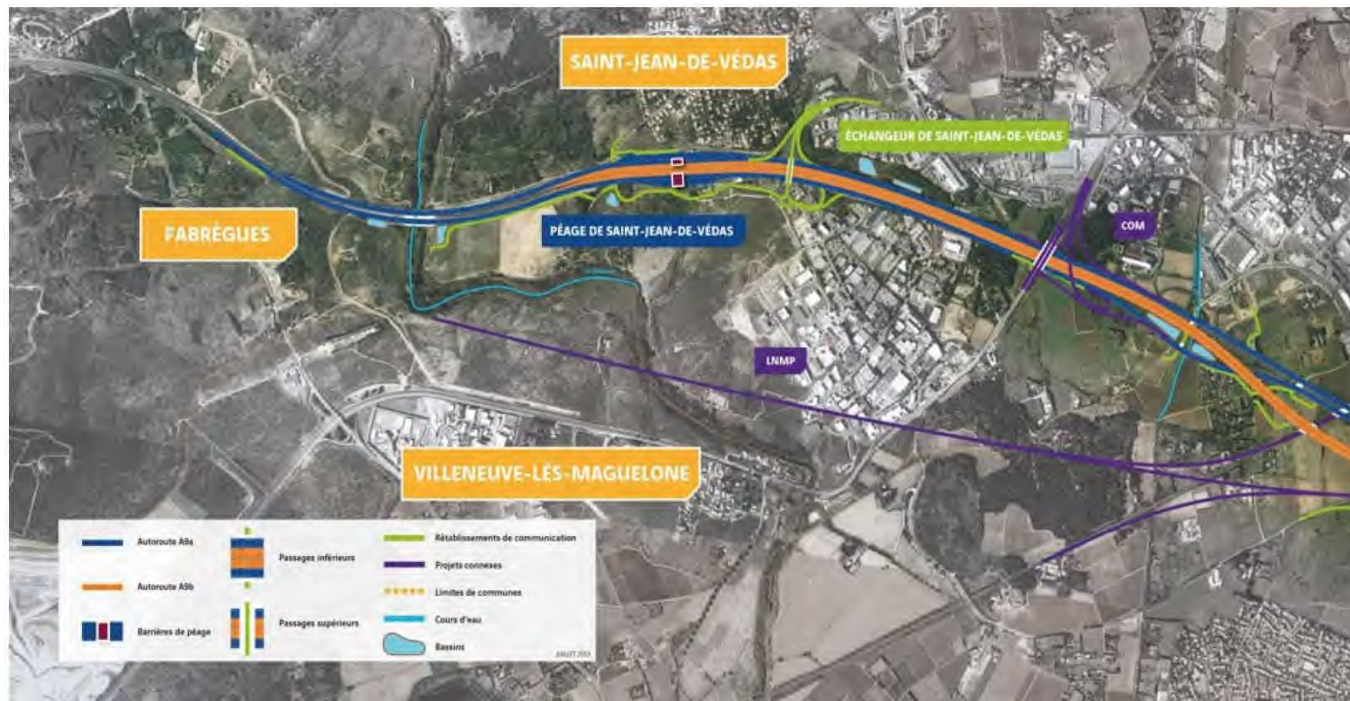 SAINT-JEAN-DE-VÉDAS
ÉCHANGEUR DE SAINT-JEAN-DE-VÉDAS
FABRÈGUES
PÉAGE DE SAINT-JEAN-DE-VÉDAS
COM
LNMP
VILLENEUVE-LÈS-MAGUELONE
Autoroute A9a
Autoroute A9b
Barrières de péage
Passages inférieurs
Passages supérieurs
Rétablissements de communication
Projets connexes
Limites de communes
Cours d'eau
Bassins